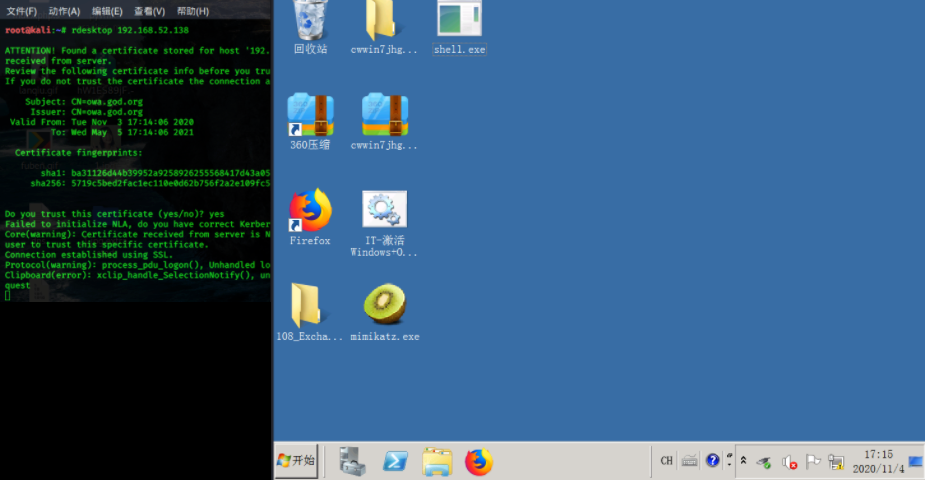 文件(F) 动作(A) 编辑(E) 查看(V) 帮助(H)
root@kali:~# rdesktop 192.168.52.138
ATTENTION! Found a certificate stored for host '192.
received from server.
Review the following certificate info before you tru
If you do not trust the certificate the connection a
Subject: CN=owa.god.org
Issuer: CN=owa.god.org
Valid From: Tue Nov 3 17:14:06 2020
To: Wed May 5 17:14:06 2021
Certificate fingerprints:
sha1: ba31126d44b39952a9258926255568417d43a05
sha256: 5719c5bed2fac1ec110e0d62b756f2a2e109fc5
Do you trust this certificate (yes/no)? yes
Failed to initialize NLA, do you have correct Kerber
Core(warning): Certificate received from server is N
user to trust this specific certificate.
Connection established using SSL.
Protocol(warning): process_pdu_logon(), Unhandled lo
Clipboard(error): xclip_handle_SelectionNotify(), un
quest
回收站
cwwin7jhg...
shell.exe
360压缩
cwwin7jhg...
Firefox
IT-激活
Windows+O...
108_Excha...
mimikatz.exe
开始
CH
17:15
2020/11/4